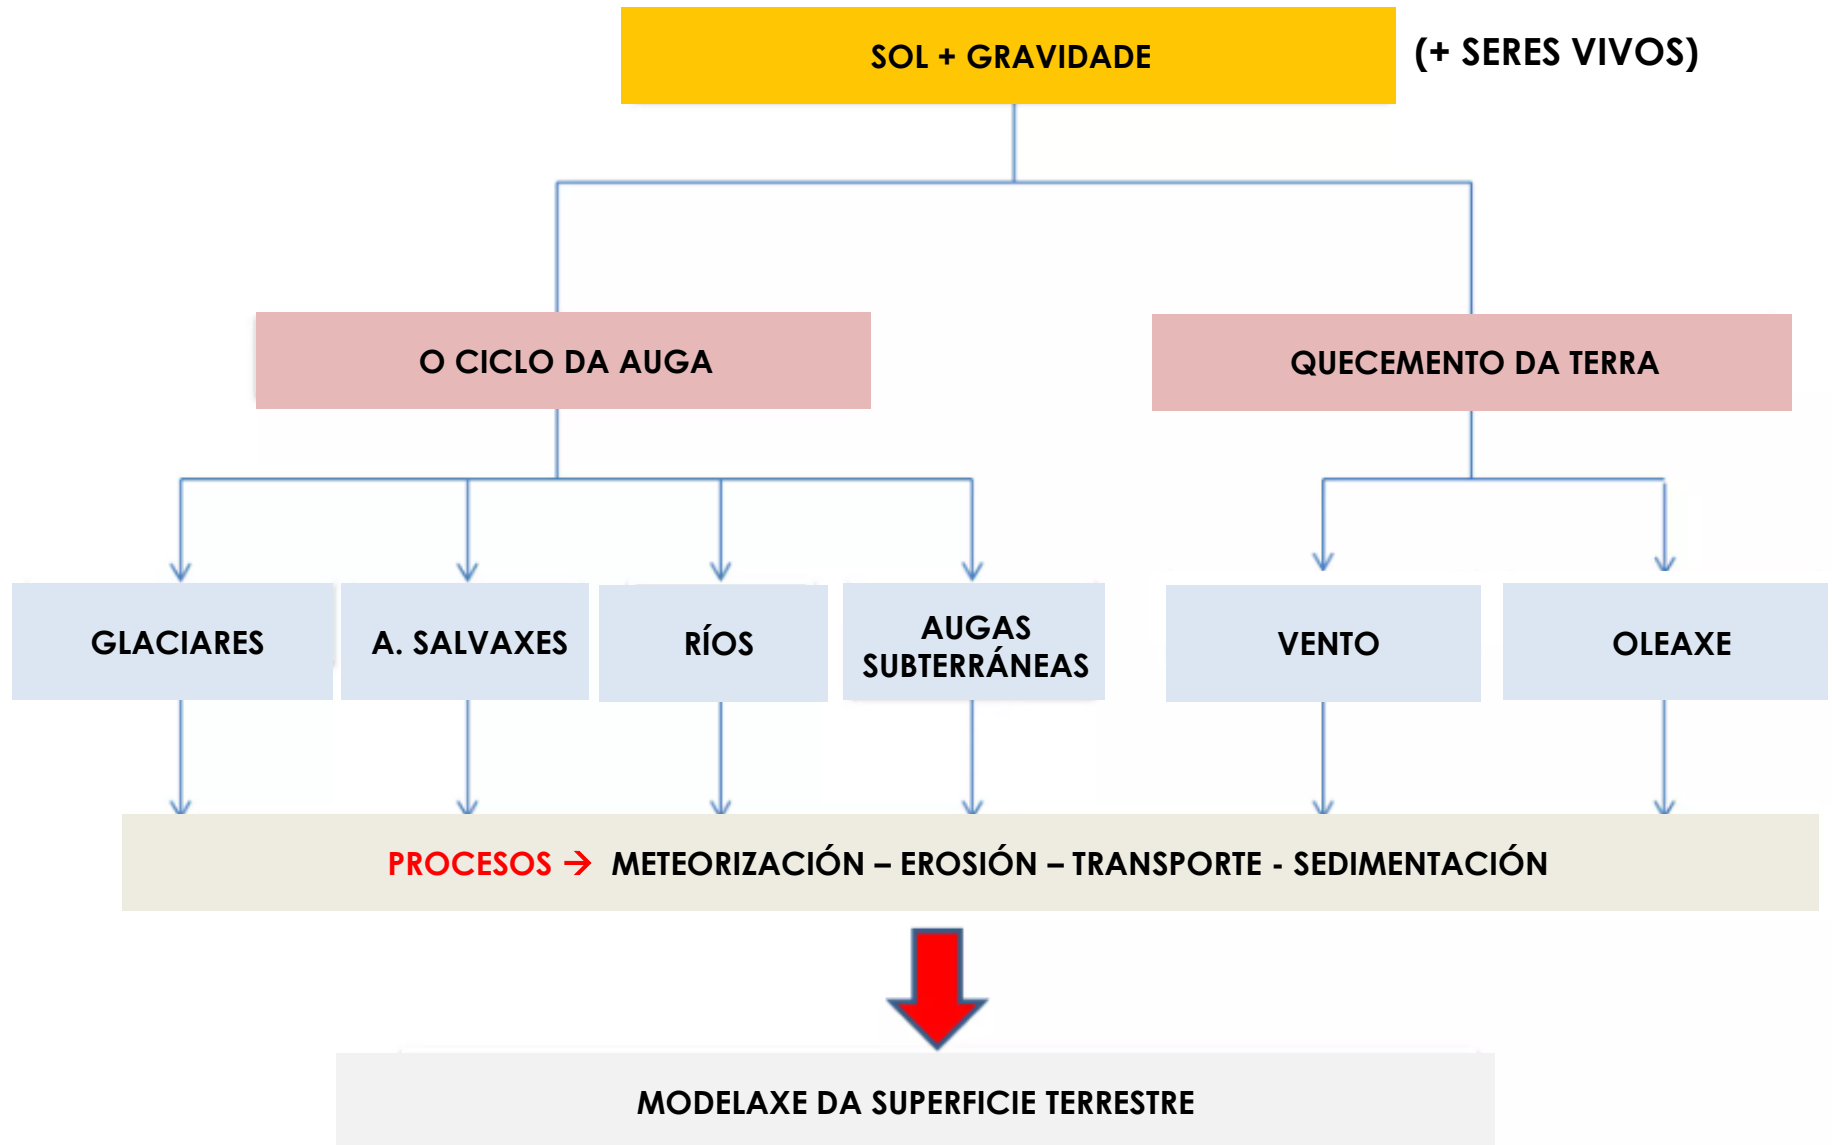 SOL + GRAVIDADE
(+ SERES VIVOS)
O CICLO DA AUGA
QUECEMENTO DA TERRA
GLACIARES
A. SALVAXES
RÍOS
AUGAS
SUBTERRÁNEAS
VENTO
OLEAXE
PROCESOS → METEORIZACIÓN – EROSIÓN – TRANSPORTE - SEDIMENTACIÓN
MODELAXE DA SUPERFICIE TERRESTRE